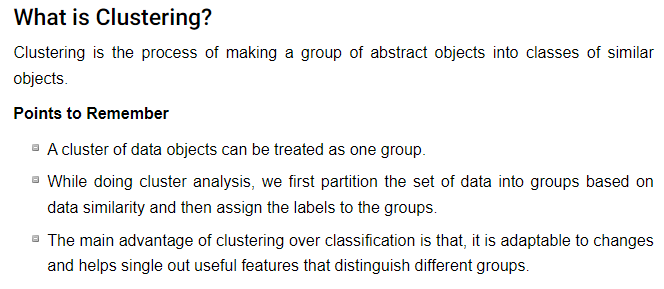 What is Clustering?
Clustering is the process of making a group of abstract objects into classes of similar
objects.
Points to Remember
A cluster of data objects can be treated as one group.
While doing cluster analysis, we first partition the set of data into groups based on
data similarity and then assign the labels to the groups.
The main advantage of clustering over classification is that, it is adaptable to changes
and helps single out useful features that distinguish different groups.